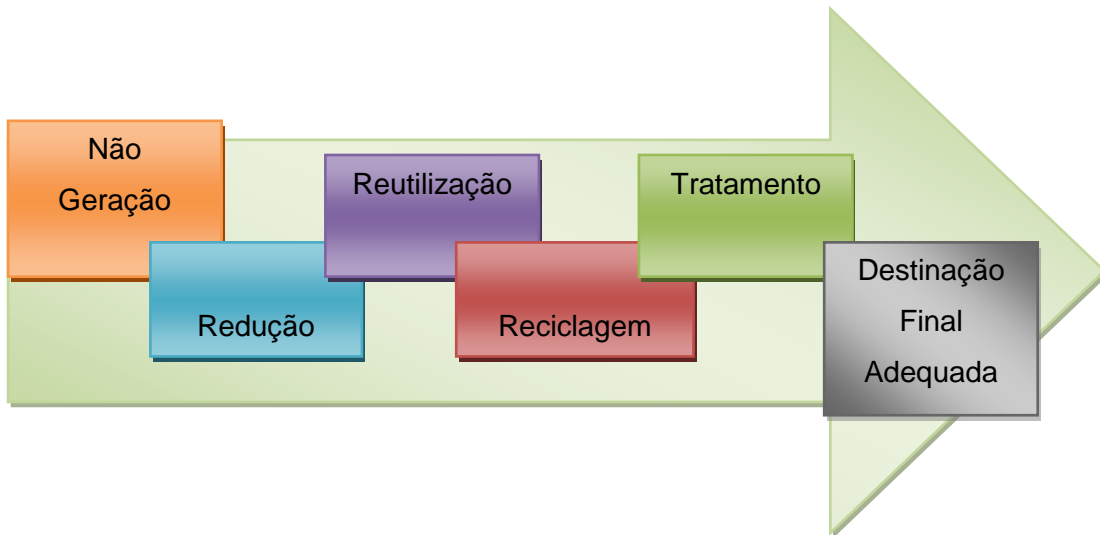 Não
Geração
Redução
Reutilização
Reciclagem
Tratamento
Destinação
Final
Adequada